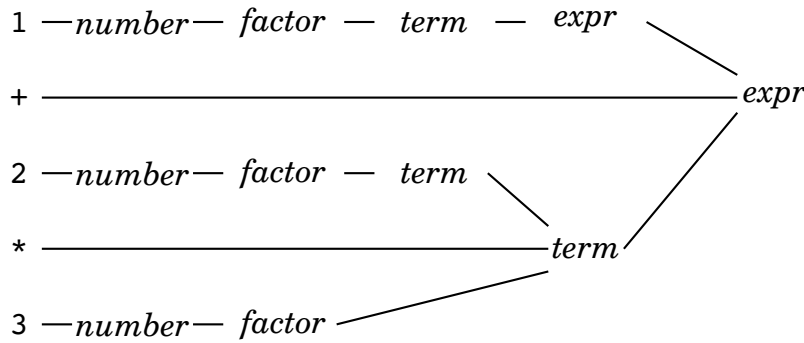 1 number factor term expr
+ expr
2 number factor term
* term
3 number factor